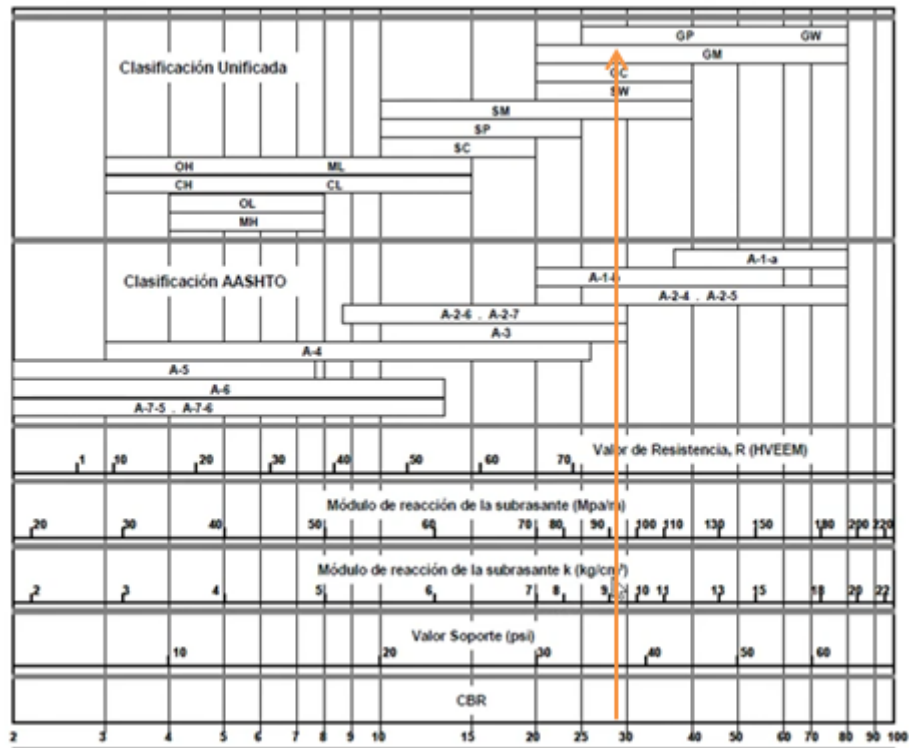 GP GW
Clasificación Unificada
GM
GC
SW
SM
SP
SC
OH ML
CH CL
OL
MH
A-1-a
Clasificación AASHTO
A-1-b
A-2-4 . A-2-5
A-2-6 . A-2-7
A-3
A-4
A-5
A-6
A-7-5 . A-7-6
Valor de Resistencia, R (HVEEM)
1 10 20 30 40 50 60 70
Módulo de reacción de la subrasante (Mpa/m)
20 30 40 50 60 70 80 90 100 110 130 150 180 200 220
Módulo de reacción de la subrasante k (kg/cm³)
2 3 4 5 6 7 8 9 10 11 13 15 18 20 22
Valor Soporte (psi)
10 20 30 40 50 60
CBR
2 3 4 5 6 7 8 9 10 15 20 25 30 40 50 60 70 80 90 100